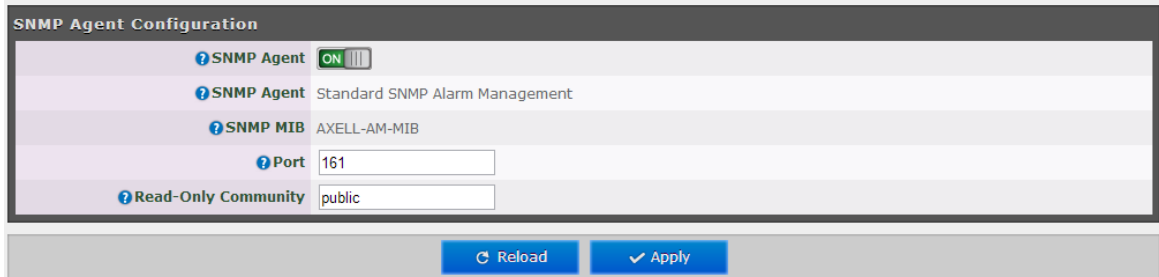 SNMP Agent Configuration
SNMP Agent ON
SNMP Agent Standard SNMP Alarm Management
SNMP MIB AXELL-AM-MIB
Port 161
Read-Only Community public
Reload Apply